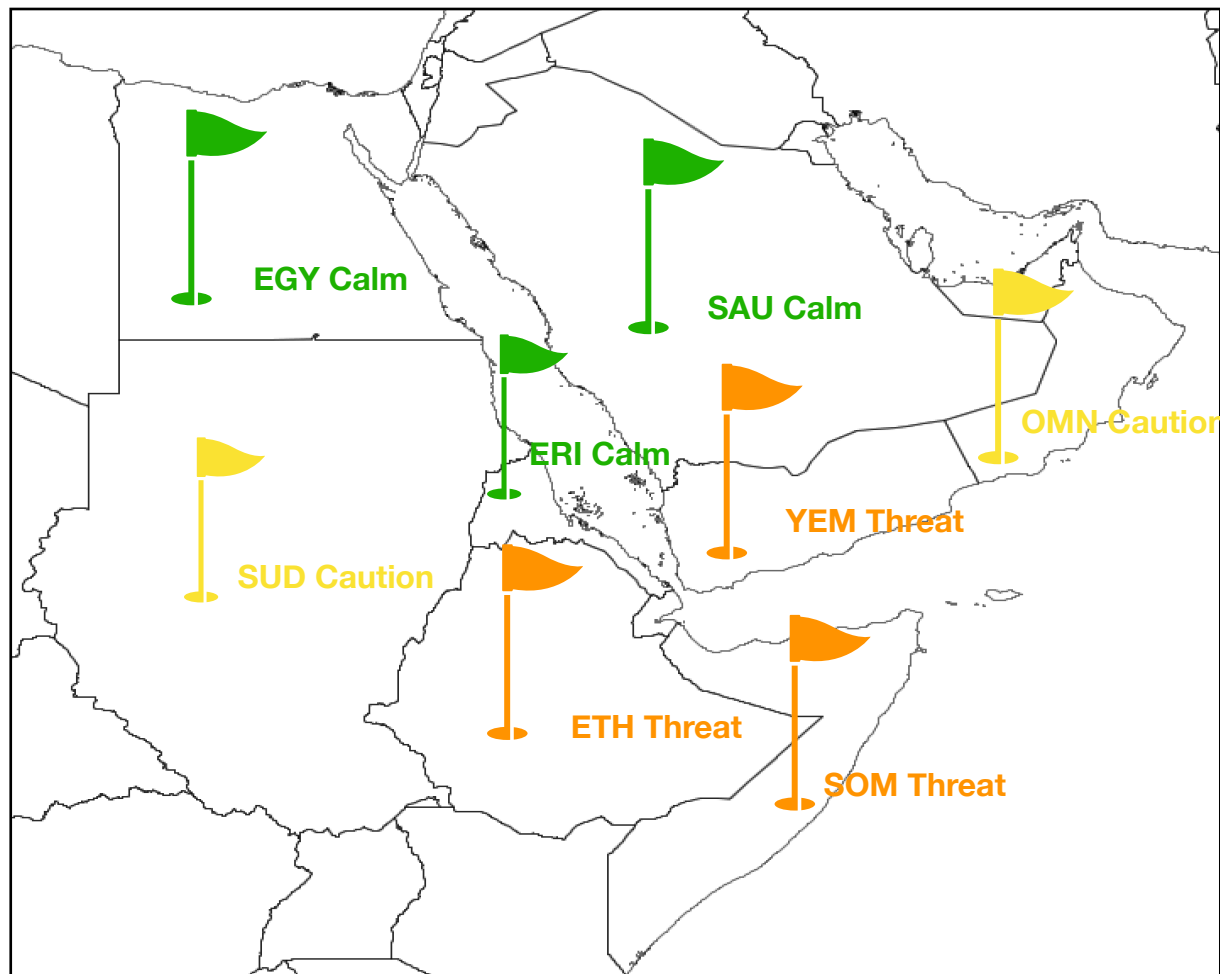 EGY Calm
SAU Calm
OMN Caution
ERI Calm
YEM Threat
SUD Caution
ETH Threat
SOM Threat